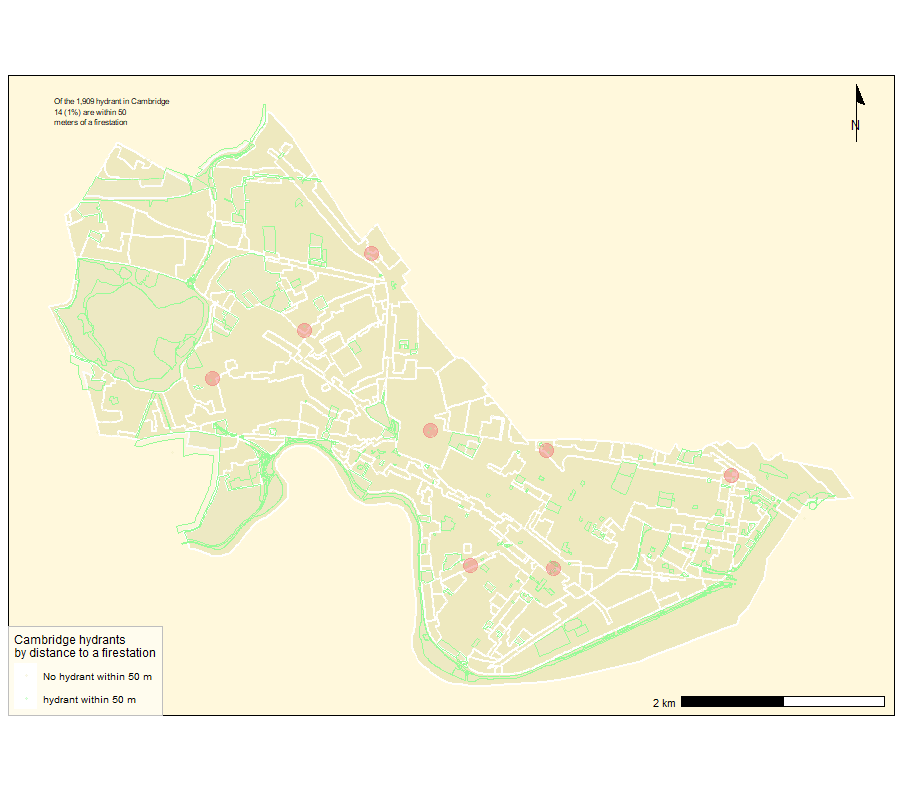 Of the 1,909 hydrant in Cambridge
14 (1%) are within 50
meters of a firestation
N
Cambridge hydrants
by distance to a firestation
No hydrant within 50 m
hydrant within 50 m
2 km